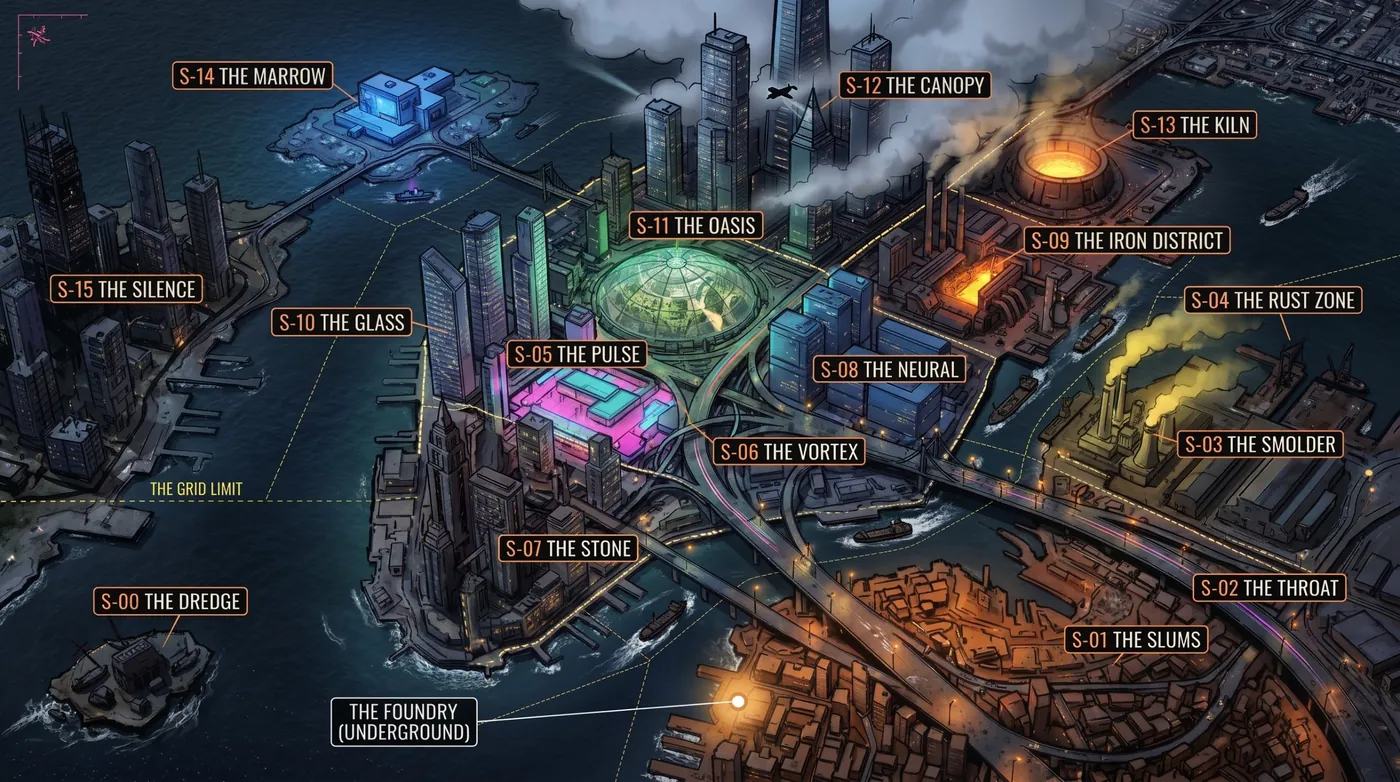 S-14 THE MARROW
S-12 THE CANOPY
S-13 THE KILN
S-11 THE OASIS
S-09 THE IRON DISTRICT
S-15 THE SILENCE
S-04 THE RUST ZONE
S-10 THE GLASS
S-05 THE PULSE
S-08 THE NEURAL
S-03 THE SMOLDER
S-06 THE VORTEX
THE GRID LIMIT
S-07 THE STONE
S-02 THE THROAT
S-00 THE DREDGE
S-01 THE SLUMS
THE FOUNDRY
(UNDERGROUND)